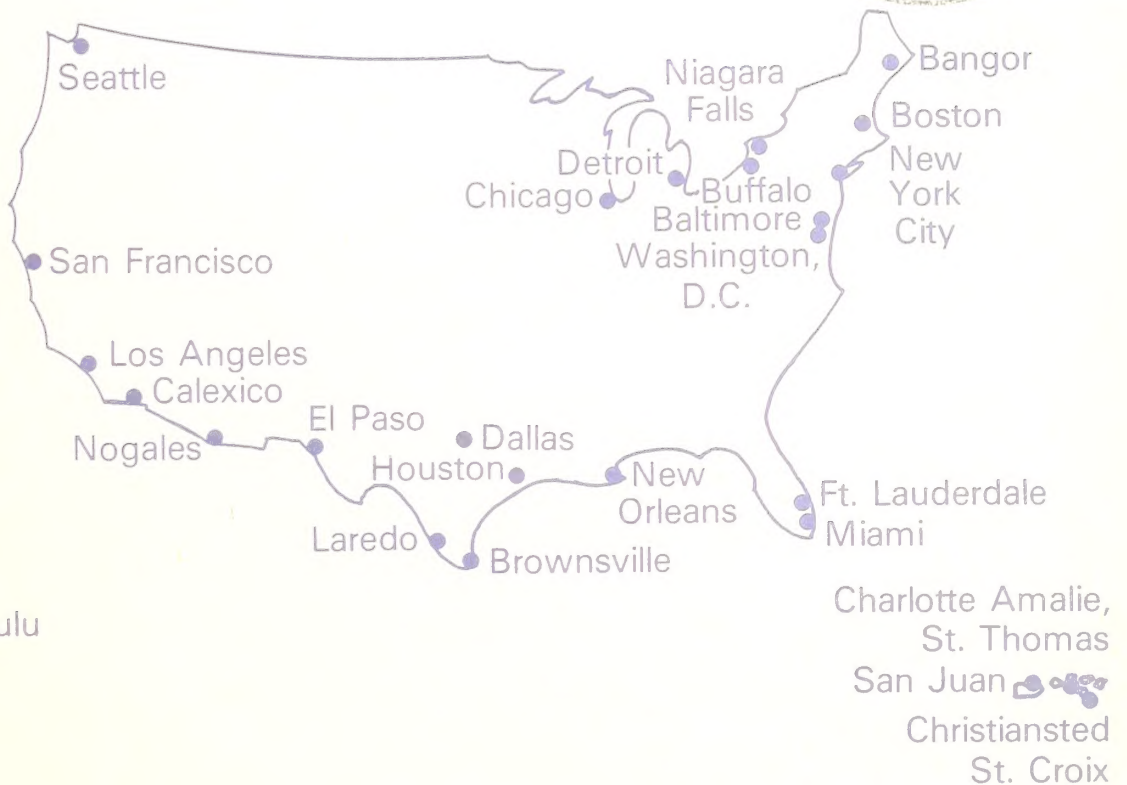 Seattle
Niagara
Falls
Bangor
Boston
Detroit
Chicago
Buffalo
New
York
City
Baltimore
Washington,
D.C.
San Francisco
Los Angeles
Calexico
Nogales
El Paso
Dallas
Houston
New
Orleans
Ft. Lauderdale
Miami
Laredo
Brownsville
ulu
Charlotte Amalie,
St. Thomas
San Juan
Christiansted
St. Croix